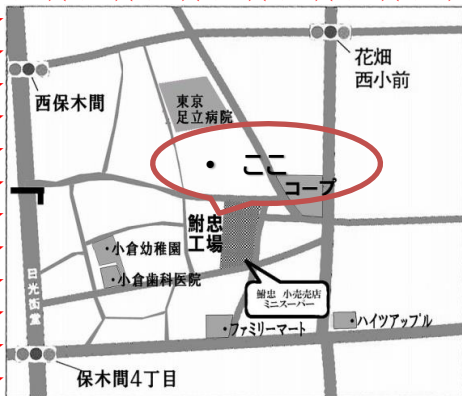 花畑
西小前
西保木間
東京
足立病院
ここ
コープ
鮒忠
工場
・小倉幼稚園
・小倉歯科医院
日光街道
鮒忠 小売売店
ミニスーパー
・ファミリーマート
・ハイツアップル
保木間4丁目